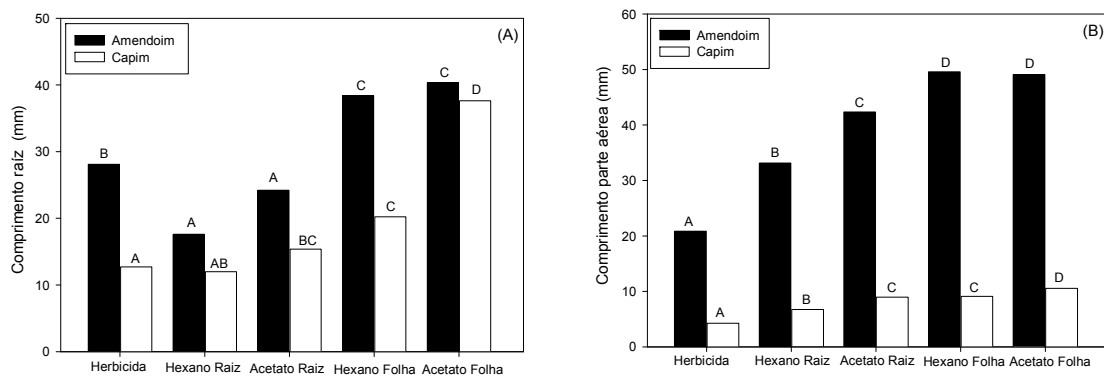 50
40
30
20
10
0
Comprimento raíz (mm)
Amendoim
Capim
(A)
B
A
A
AB
A
BC
C
C
C
D
Herbicida
Hexano Raiz
Acetato Raiz
Hexano Folha
Acetato Folha
60
50
40
30
20
10
0
Comprimento parte aérea (mm)
Amendoim
Capim
(B)
A
A
B
B
C
C
D
C
D
D
Herbicida
Hexano Raiz
Acetato Raiz
Hexano Folha
Acetato Folha